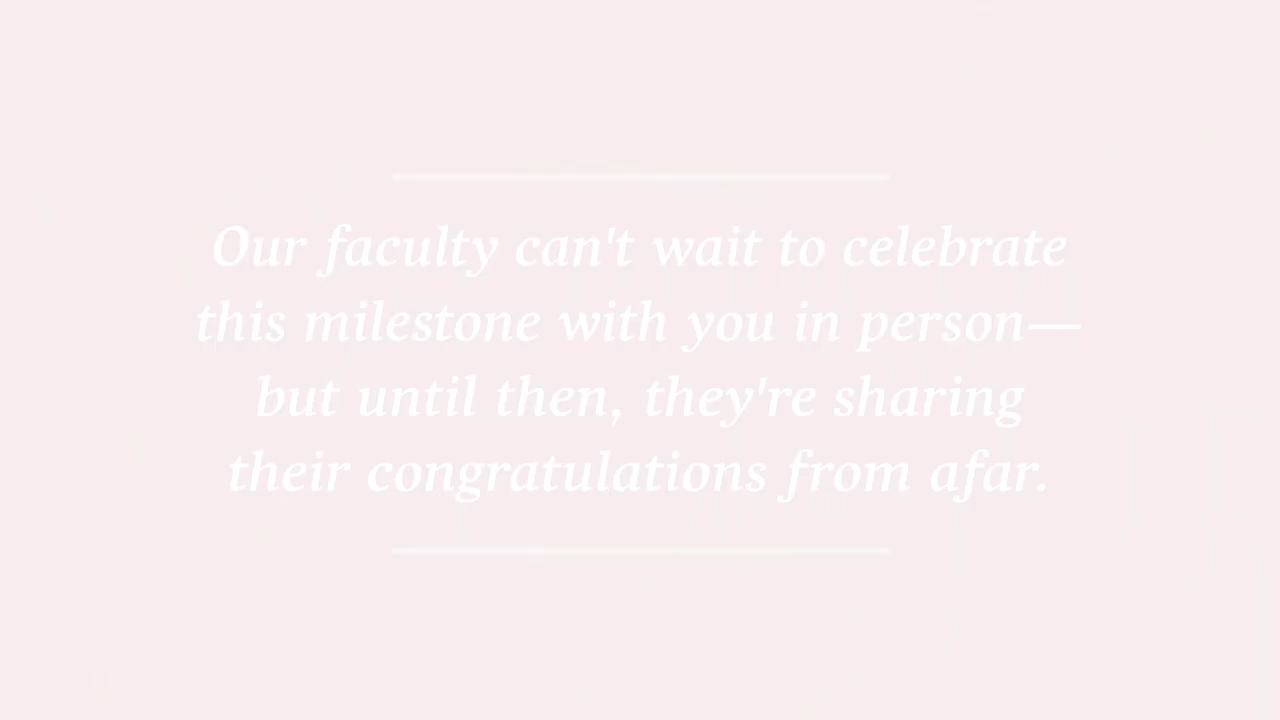 Our faculty can't wait to celebrate
this milestone with you in person—
but until then, they're sharing
their congratulations from afar.